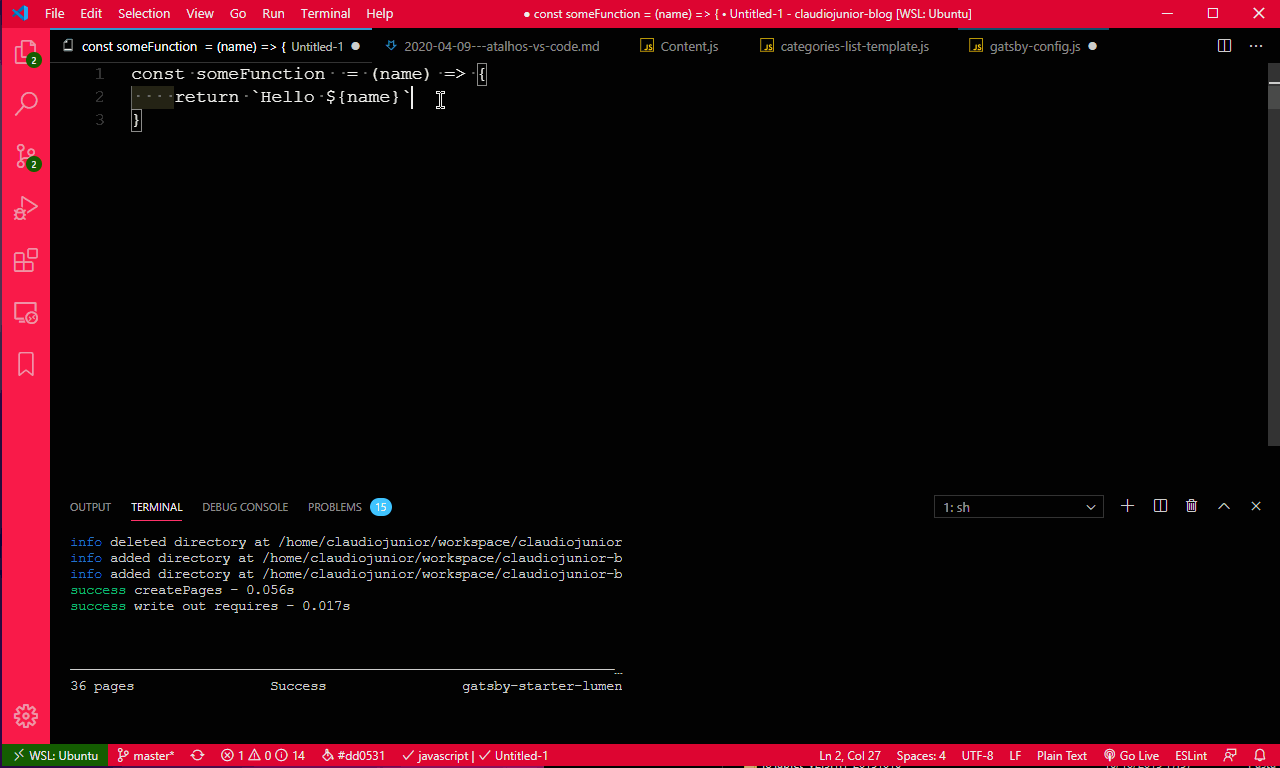 File Edit Selection View Go Run Terminal Help ● const someFunction = (name) => { • Untitled-1 - claudiojunior-blog [WSL: Ubuntu]
const someFunction = (name) => { Untitled-1 ● 2020-04-09---atalhos-vs-code.md JS Content.js JS categories-list-template.js JS gatsby-config.js ●
2
2
1 const someFunction = (name) => {
2 ····return `Hello ${name}`
3 }
OUTPUT TERMINAL DEBUG CONSOLE PROBLEMS 15 1: sh
info deleted directory at /home/claudiojunior/workspace/claudiojunior
info added directory at /home/claudiojunior/workspace/claudiojunior-b
info added directory at /home/claudiojunior/workspace/claudiojunior-b
success createPages - 0.056s
success write out requires - 0.017s
36 pages Success gatsby-starter-lumen
WSL: Ubuntu master* 1 0 14 #dd0531 javascript | Untitled-1 Ln 2, Col 27 Spaces: 4 UTF-8 LF Plain Text Go Live ESLint